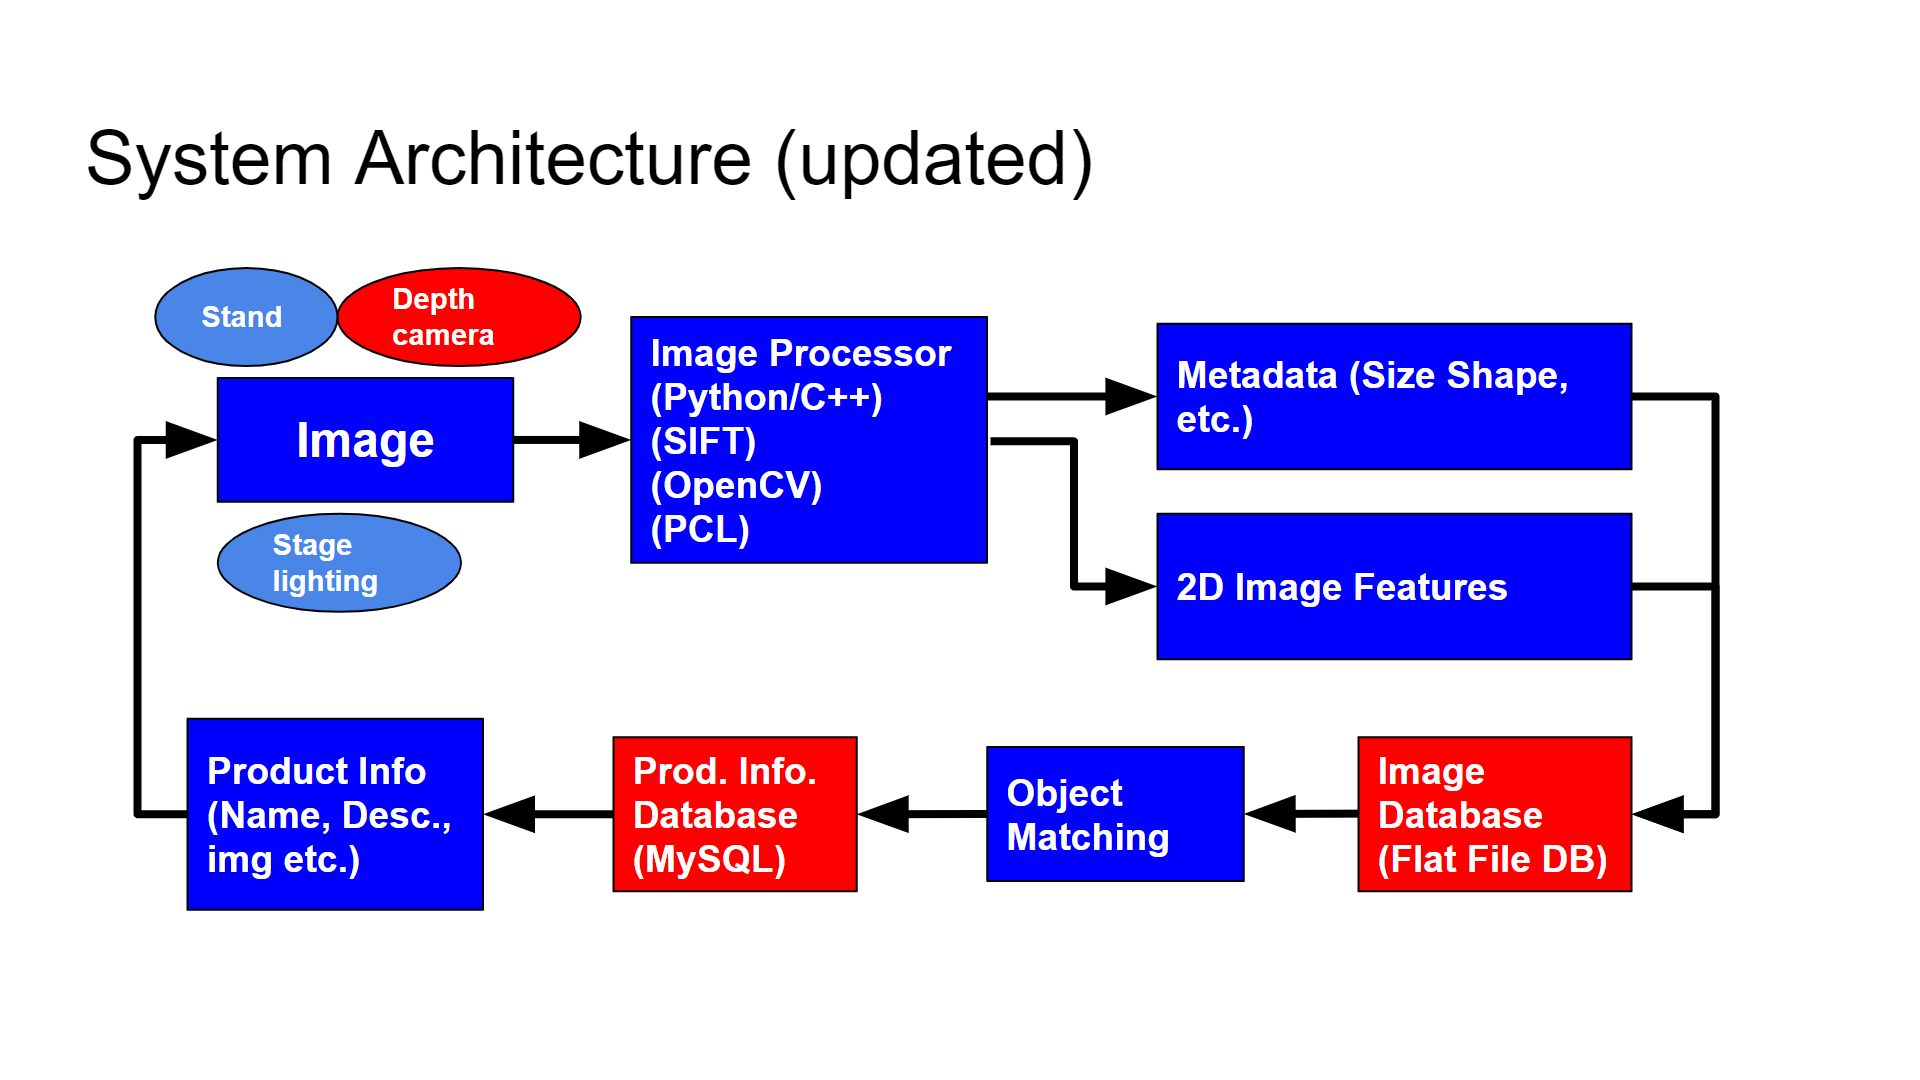 System Architecture (updated)
Stand
Depth
camera
Image
Stage
lighting
Image Processor
(Python/C++)
(SIFT)
(OpenCV)
(PCL)
Metadata (Size Shape,
etc.)
2D Image Features
Product Info
(Name, Desc.,
img etc.)
Prod. Info.
Database
(MySQL)
Object
Matching
Image
Database
(Flat File DB)